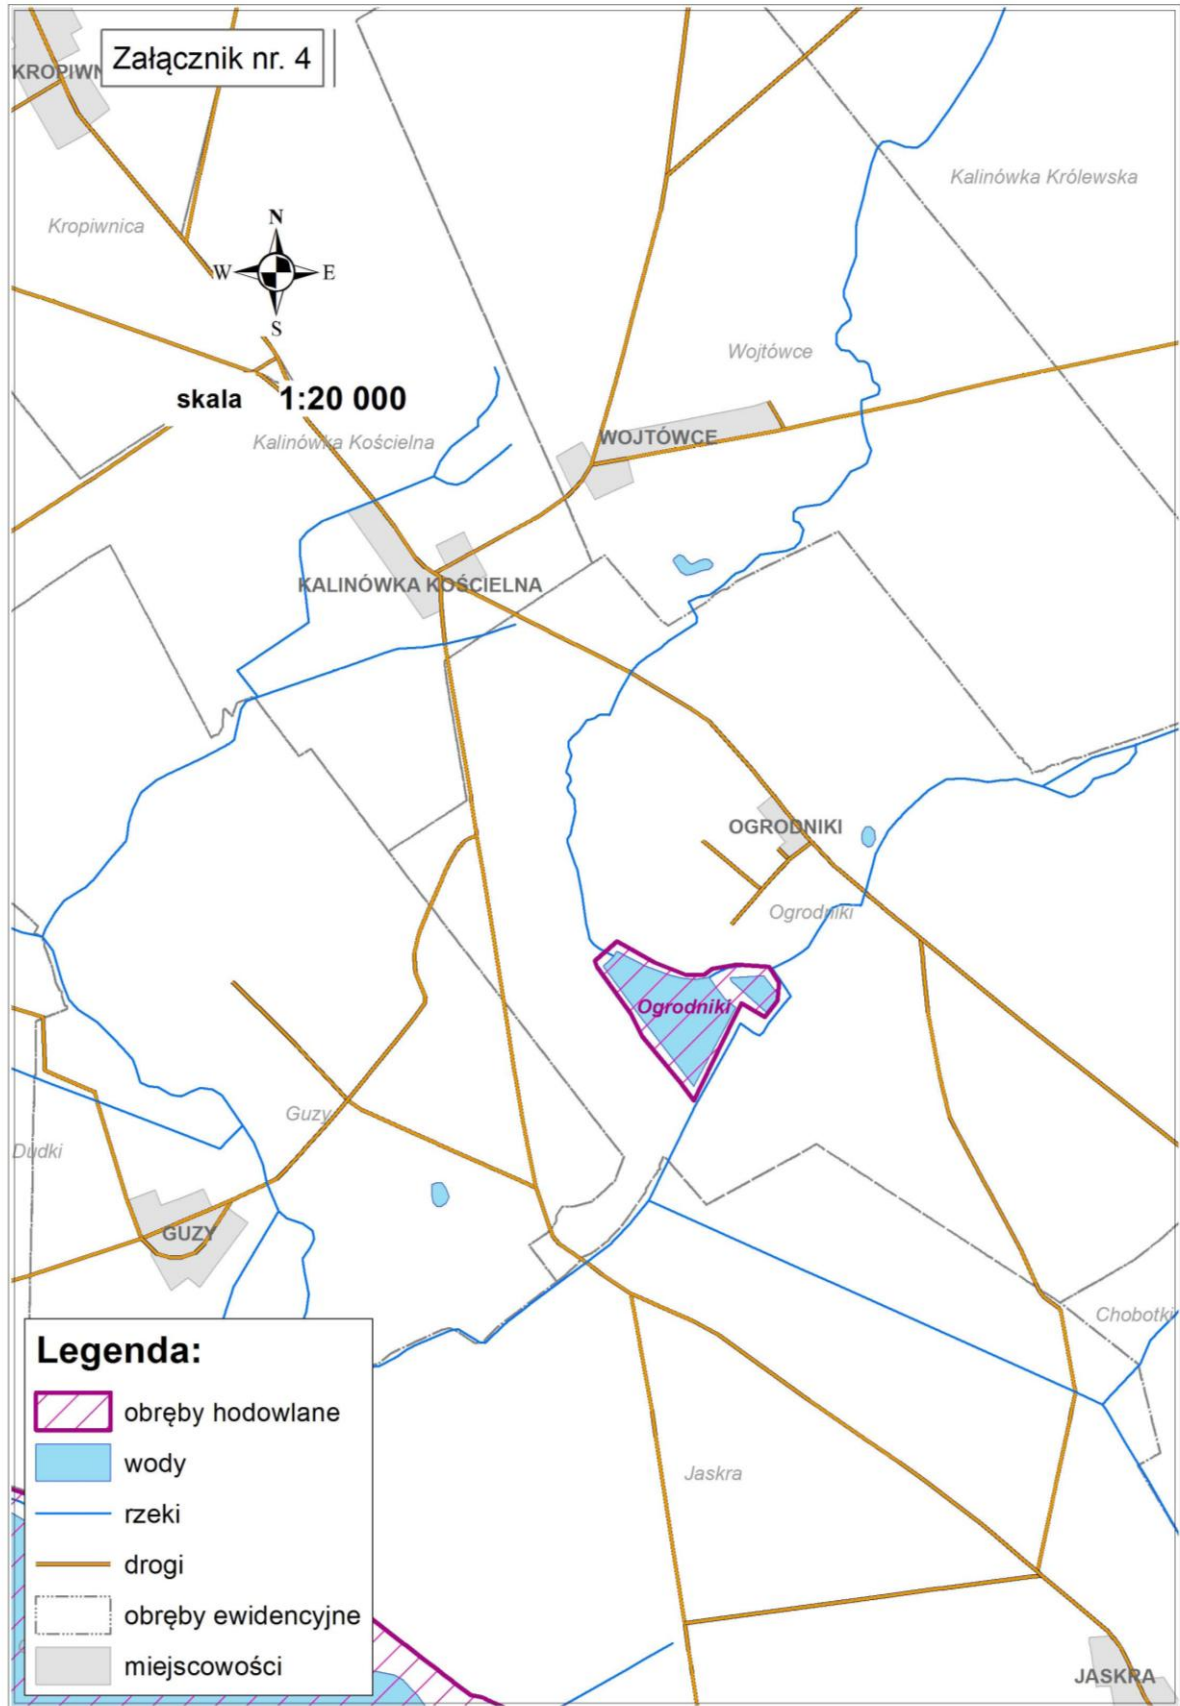 Załącznik nr. 4
KROPIWN
Kalinówka Królewska
Kropiwnica
N
W E
S
Wojtówce
skala 1:20 000
Kalinówka Kościelna
WOJTÓWCE
KALINÓWKA KOŚCIELNA
OGRODNIKI
Ogrodniki
Ogrodniki
Guzy
Dudki
GUZY
Chobotki
Legenda:
obręby hodowlane
wody
rzeki
drogi
obręby ewidencyjne
miejscowości
Jaskra
JASKRA